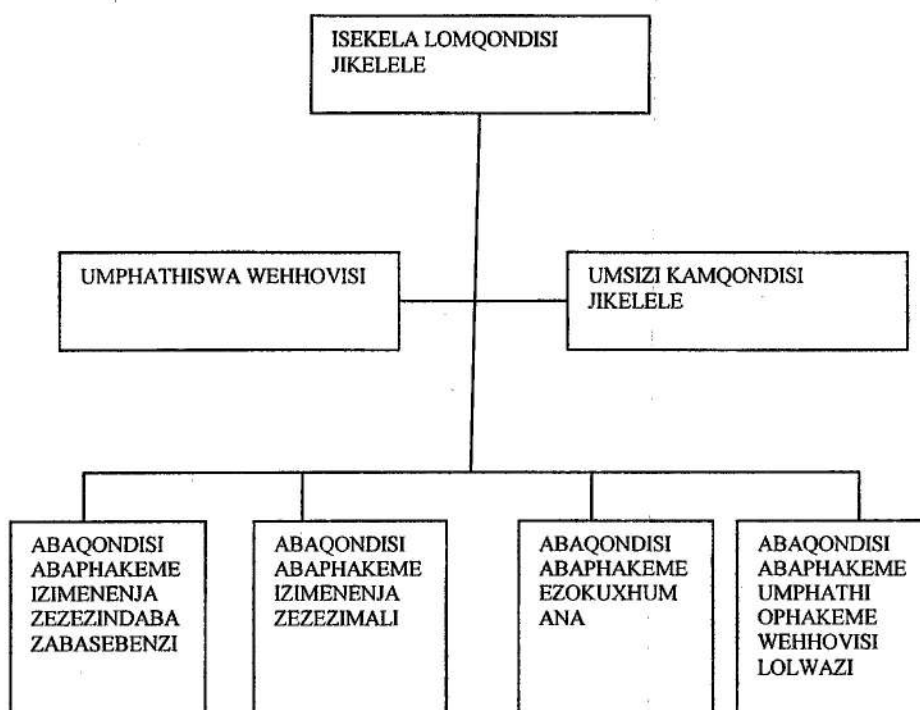 ISEKELA LOMQONDISI
JIKELELE
UMPHATHISWA WEHHOVISI
UMSIZI KAMQONDISI
JIKELELE
ABAQONDISI
ABAPHAKEME
IZIMENENJA
ZEZEZINDABA
ZABASEBENZI
ABAQONDISI
ABAPHAKEME
IZIMENENJA
ZEZEZIMALI
ABAQONDISI
ABAPHAKEME
EZOKUXHUM
ANA
ABAQONDISI
ABAPHAKEME
UMPHATHI
OPHAKEME
WEHHOVISI
LOLWAZI